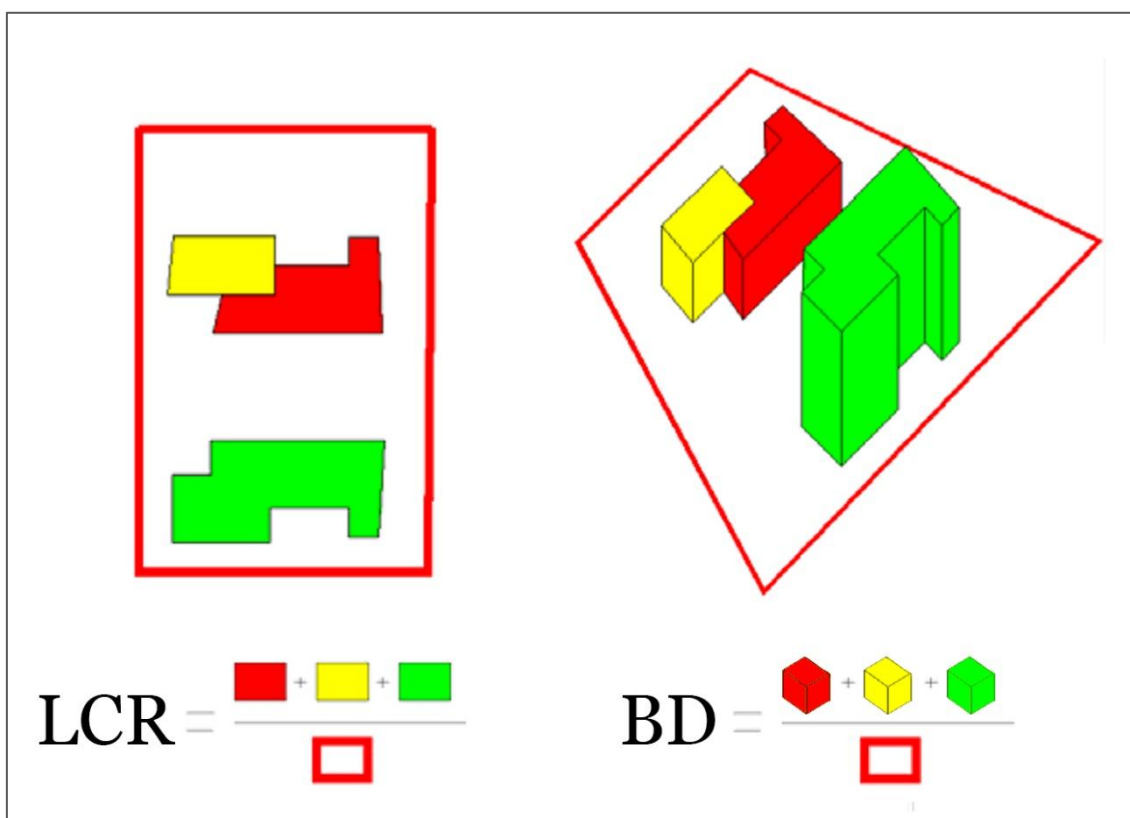 LCR = + +
BD = + +